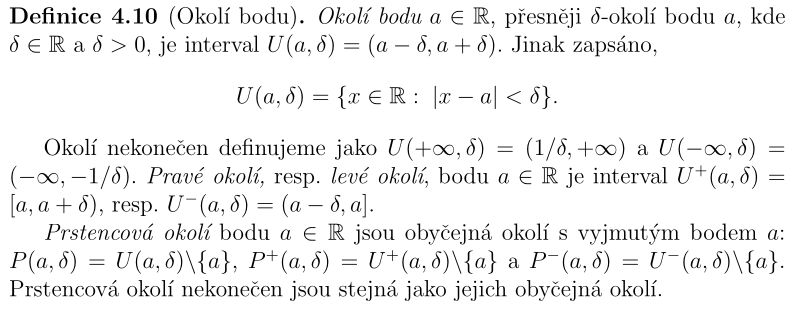 Definice 4.10 (Okolí bodu). Okolí bodu a ∈ ℝ, přesněji δ-okolí bodu a, kde
δ ∈ ℝ a δ > 0, je interval U(a, δ) = (a − δ, a + δ). Jinak zapsáno,
U(a, δ) = {x ∈ ℝ : |x − a| < δ}.
Okolí nekonečen definujeme jako U(+∞, δ) = (1/δ, +∞) a U(−∞, δ) =
(−∞, −1/δ). Pravé okolí, resp. levé okolí, bodu a ∈ ℝ je interval U⁺(a, δ) =
[a, a + δ), resp. U⁻(a, δ) = (a − δ, a].
Prstencová okolí bodu a ∈ ℝ jsou obyčejná okolí s vyjmutým bodem a:
P(a, δ) = U(a, δ)\{a}, P⁺(a, δ) = U⁺(a, δ)\{a} a P⁻(a, δ) = U⁻(a, δ)\{a}.
Prstencová okolí nekonečen jsou stejná jako jejich obyčejná okolí.